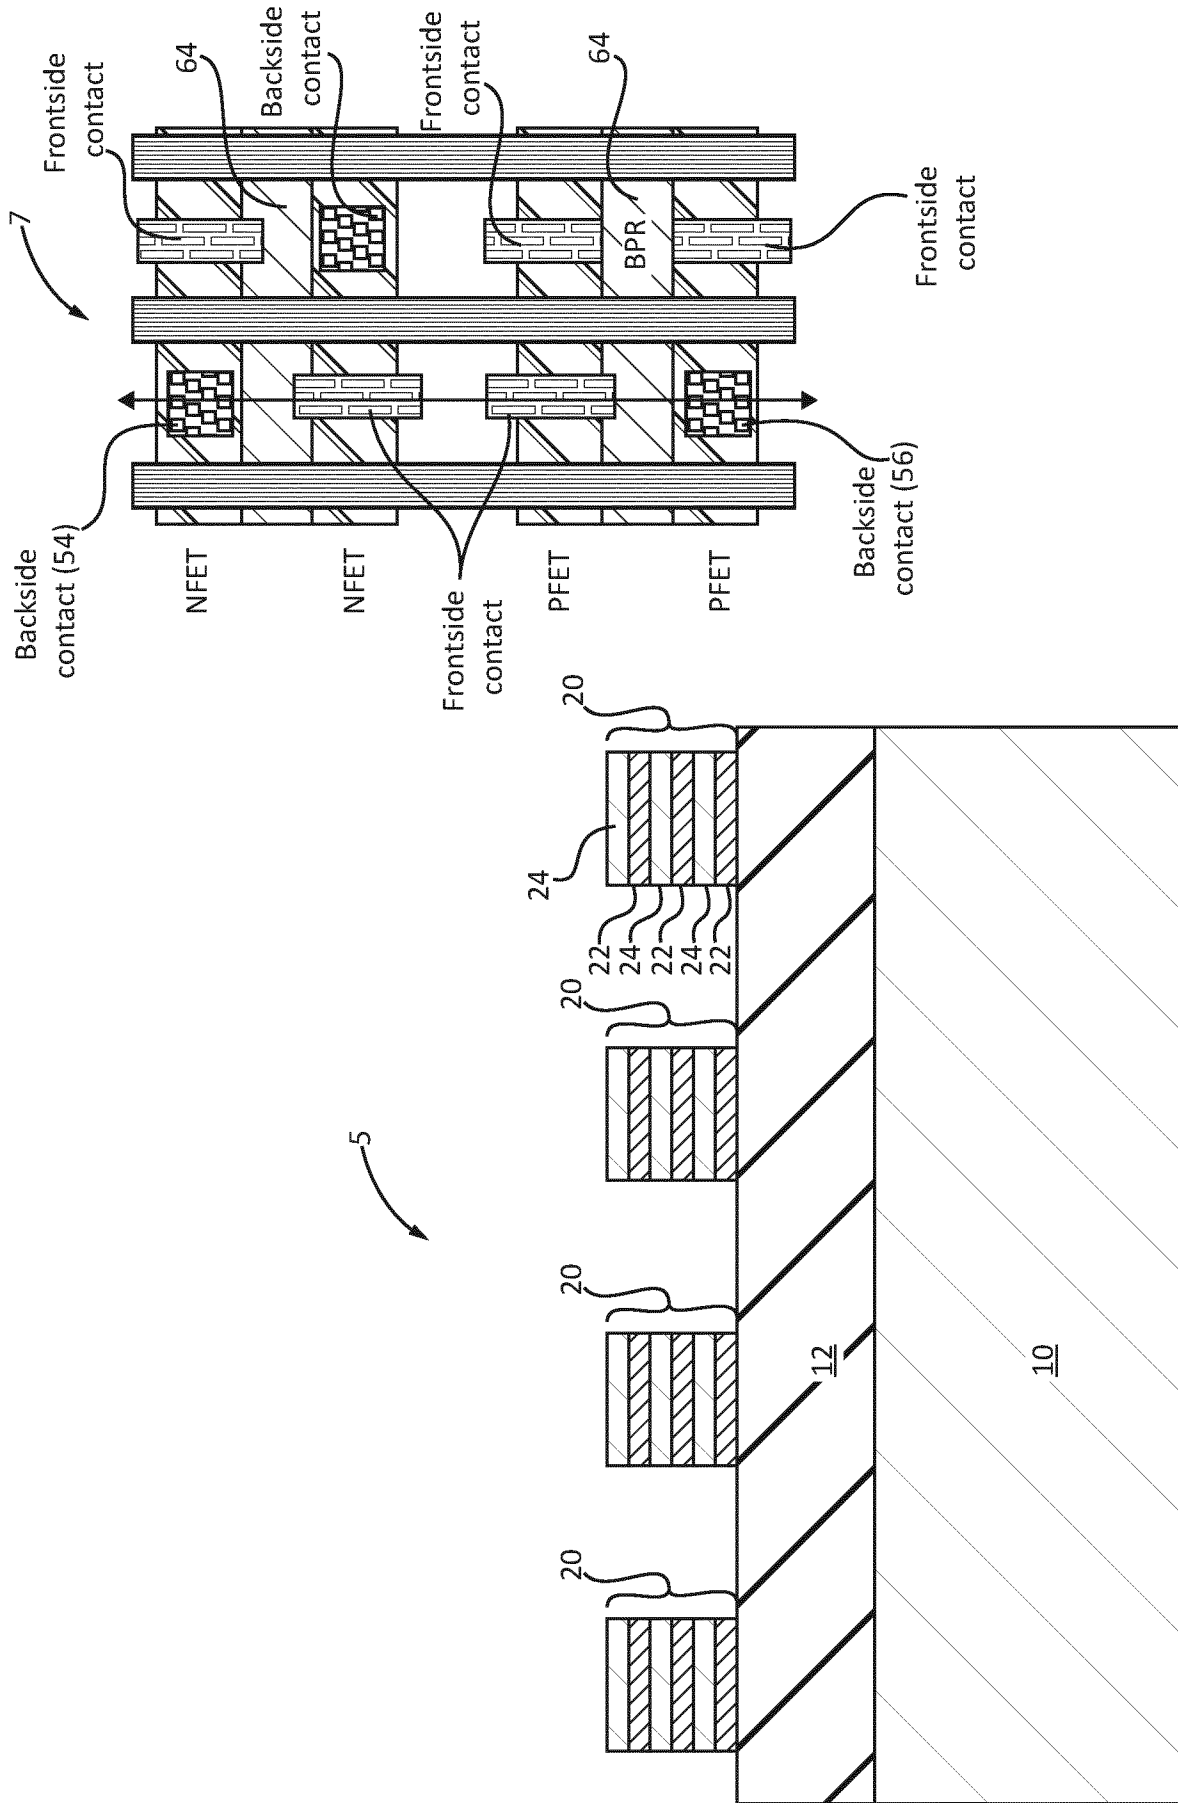 7
Frontside
contact
64
Backside
contact
Frontside
contact
64
Frontside
contact
BPR
Backside
contact (54)
NFET
NFET
Frontside
contact
PFET
PFET
Backside
contact (56)
5
20
20
20
20
24
22
24
22
24
22
12
10